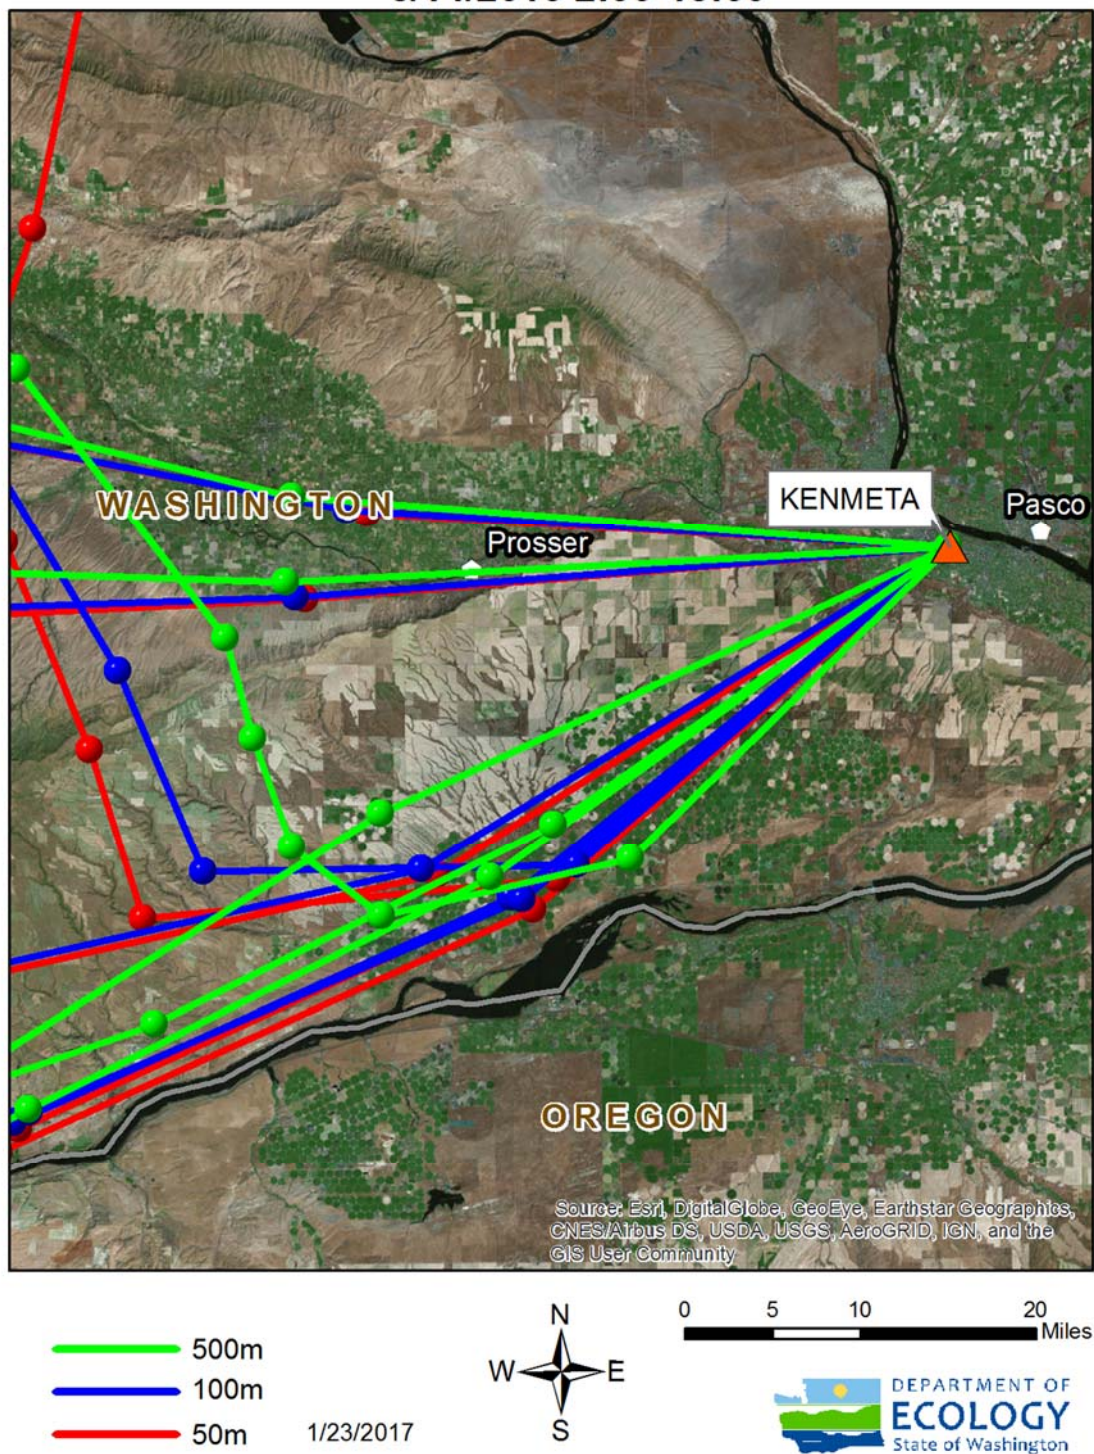 KENMETA
Pasco
WASHINGTON
Prosser
OREGON
Source: Esri, DigitalGlobe, GeoEye, Earthstar Geographics,
CNES/Airbus DS, USDA, USGS, AeroGRID, IGN, and the
GIS User Community
0 5 10 20
Miles
N
W E
S
500m
100m
50m
1/23/2017
DEPARTMENT OF
ECOLOGY
State of Washington